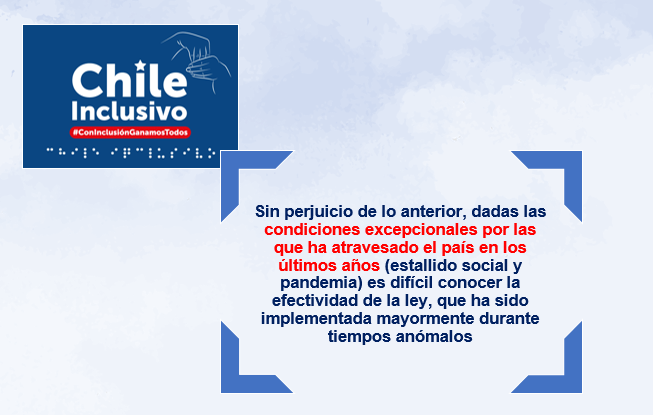 Chile
Inclusivo
#ConInclusiónGanamosTodos
Sin perjuicio de lo anterior, dadas las
condiciones excepcionales por las
que ha atravesado el país en los
últimos años (estallido social y
pandemia) es difícil conocer la
efectividad de la ley, que ha sido
implementada mayormente durante
tiempos anómalos